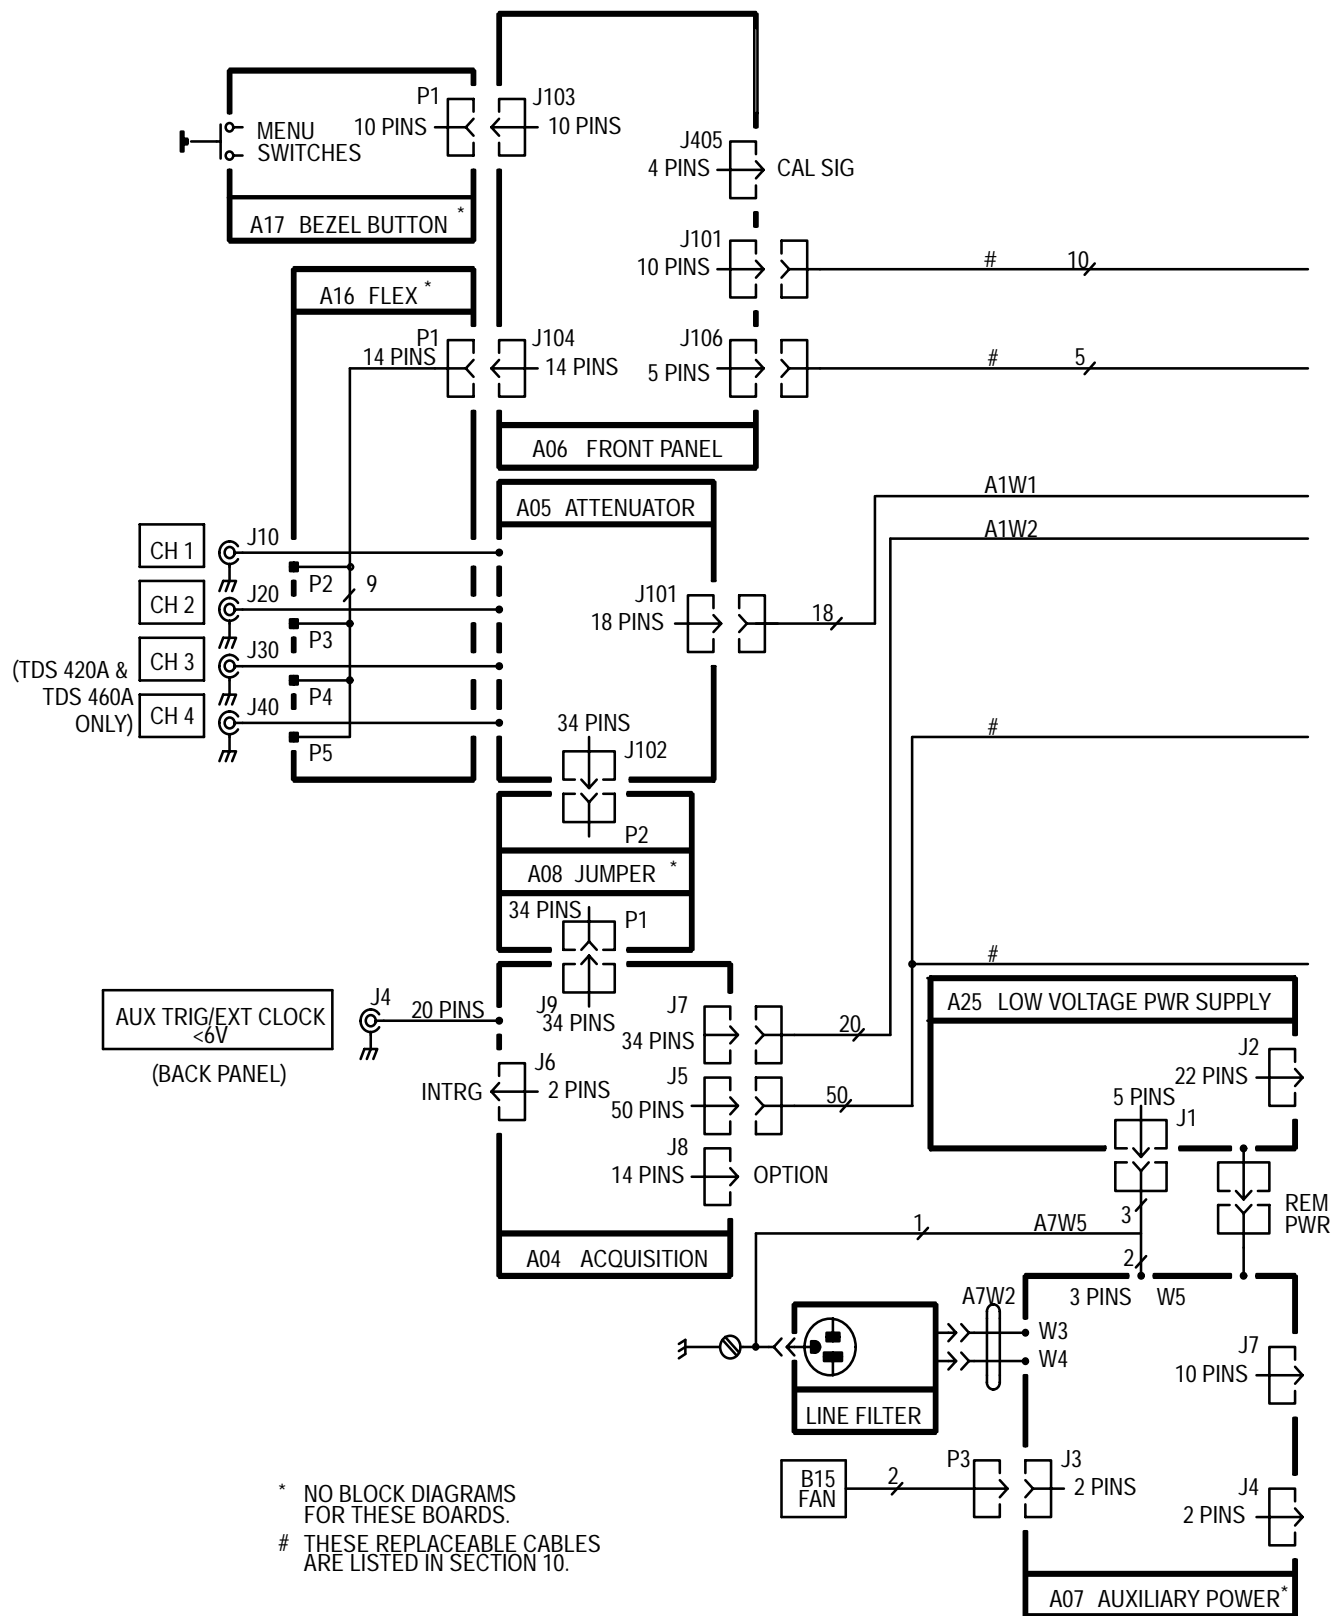 P1
J103
10 PINS
10 PINS
MENU
SWITCHES
J405
4 PINS
CAL SIG
A17 BEZEL BUTTON *
J101
10 PINS
#
10
A16 FLEX *
P1
J104
14 PINS
14 PINS
J106
5 PINS
#
5
A06 FRONT PANEL
A05 ATTENUATOR
A1W1
A1W2
CH 1
J10
P2
9
CH 2
J20
P3
J101
18 PINS
18
(TDS 420A &
TDS 460A
ONLY)
CH 3
J30
P4
CH 4
J40
P5
34 PINS
J102
#
P2
A08 JUMPER *
34 PINS
P1
#
A25 LOW VOLTAGE PWR SUPPLY
AUX TRIG/EXT CLOCK
<6V
(BACK PANEL)
J4
20 PINS
J9
34 PINS
J7
34 PINS
20
J6
INTRG
2 PINS
J5
50 PINS
50
J2
22 PINS
5 PINS
J1
J8
14 PINS
OPTION
3
REM
PWR
1
A7W5
A04 ACQUISITION
2
3 PINS
W5
A7W2
W3
W4
J7
10 PINS
LINE FILTER
B15
FAN
2
P3
J3
2 PINS
J4
2 PINS
* NO BLOCK DIAGRAMS
FOR THESE BOARDS.
# THESE REPLACEABLE CABLES
ARE LISTED IN SECTION 10.
A07 AUXILIARY POWER*